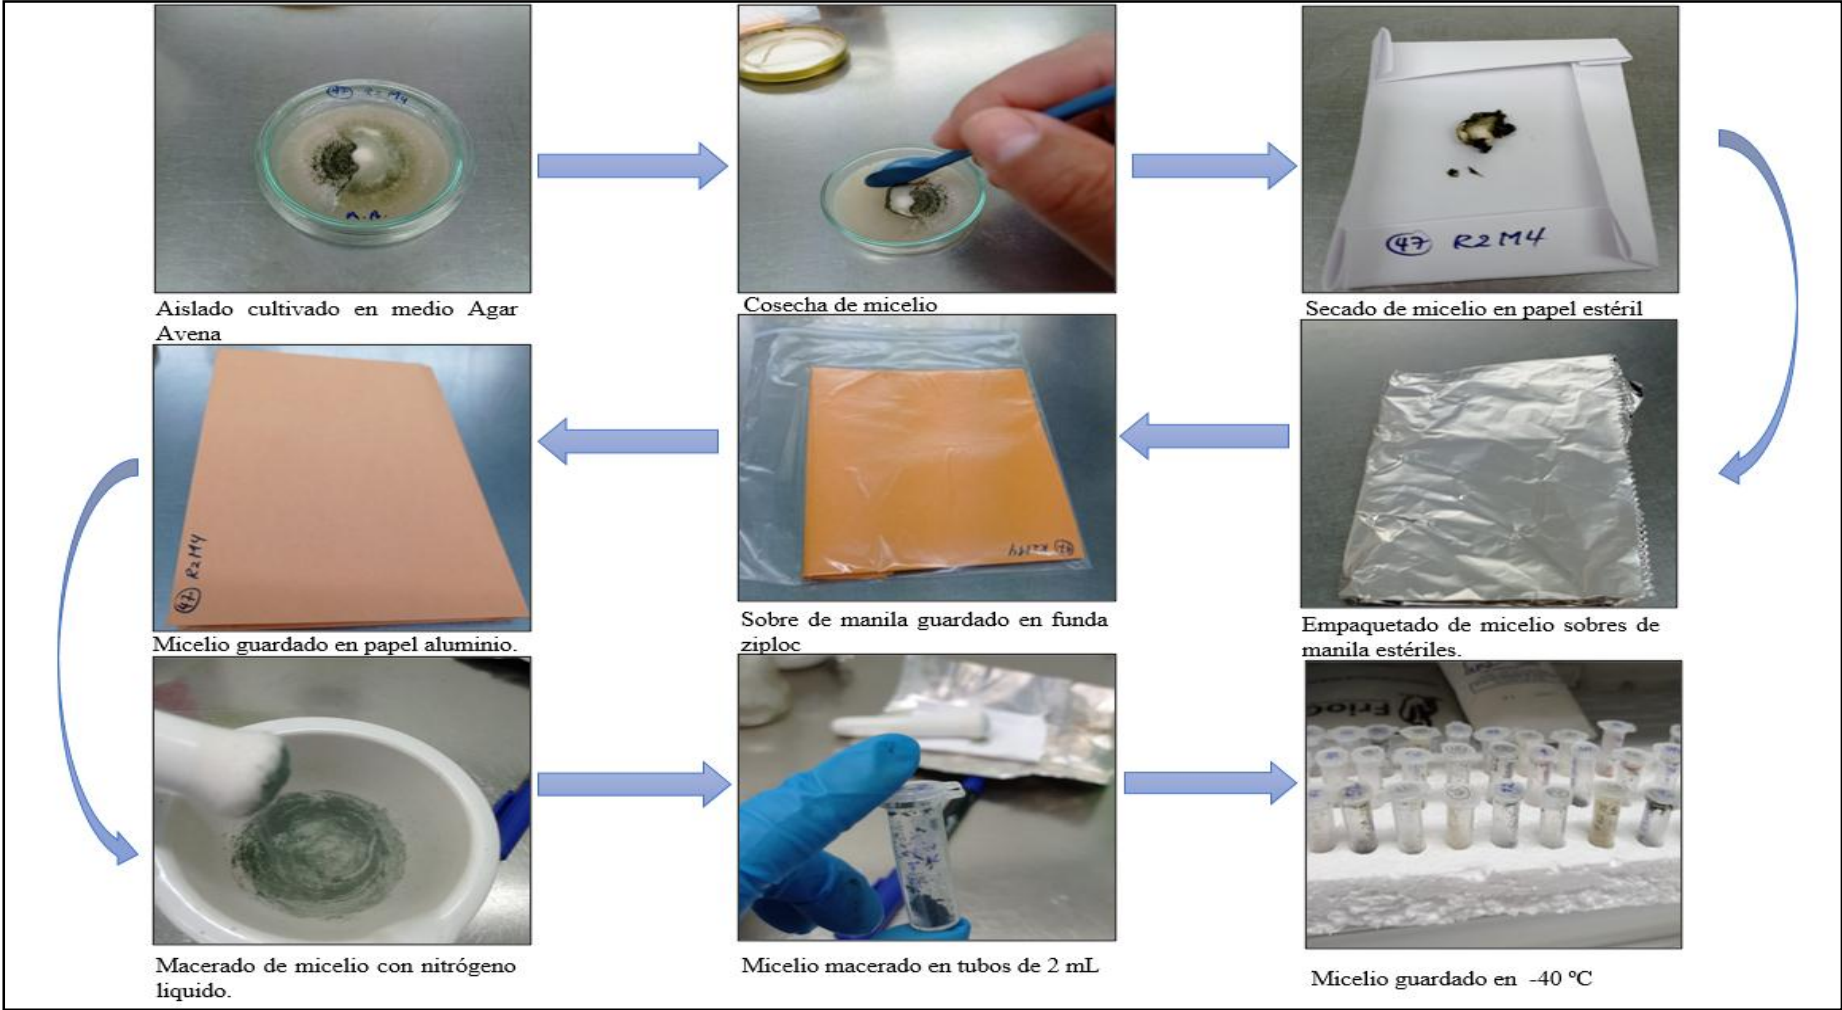 47 R2 M4
A.A.
Aislado cultivado en medio Agar
Avena
Cosecha de micelio
47 R2M4
Secado de micelio en papel estéril
47 R2M4
Micelio guardado en papel aluminio.
47 R2M4
Sobre de manila guardado en funda
ziploc
Empaquetado de micelio sobres de
manila estériles.
Macerado de micelio con nitrógeno
liquido.
Micelio macerado en tubos de 2 mL
Micelio guardado en -40 ºC